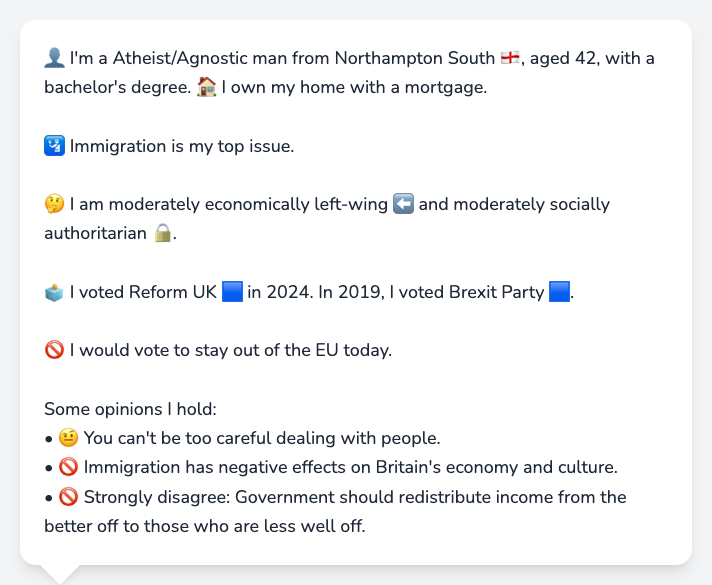 👤 I'm a Atheist/Agnostic man from Northampton South 🏴󠁧󠁢󠁥󠁮󠁧󠁿, aged 42, with a
bachelor's degree. 🏠 I own my home with a mortgage.
🛂 Immigration is my top issue.
🤔 I am moderately economically left-wing ⬅️ and moderately socially
authoritarian 🔒.
🗳️ I voted Reform UK 🟦 in 2024. In 2019, I voted Brexit Party 🟦.
🚫 I would vote to stay out of the EU today.
Some opinions I hold:
• 🤨 You can't be too careful dealing with people.
• 🚫 Immigration has negative effects on Britain's economy and culture.
• 🚫 Strongly disagree: Government should redistribute income from the
better off to those who are less well off.